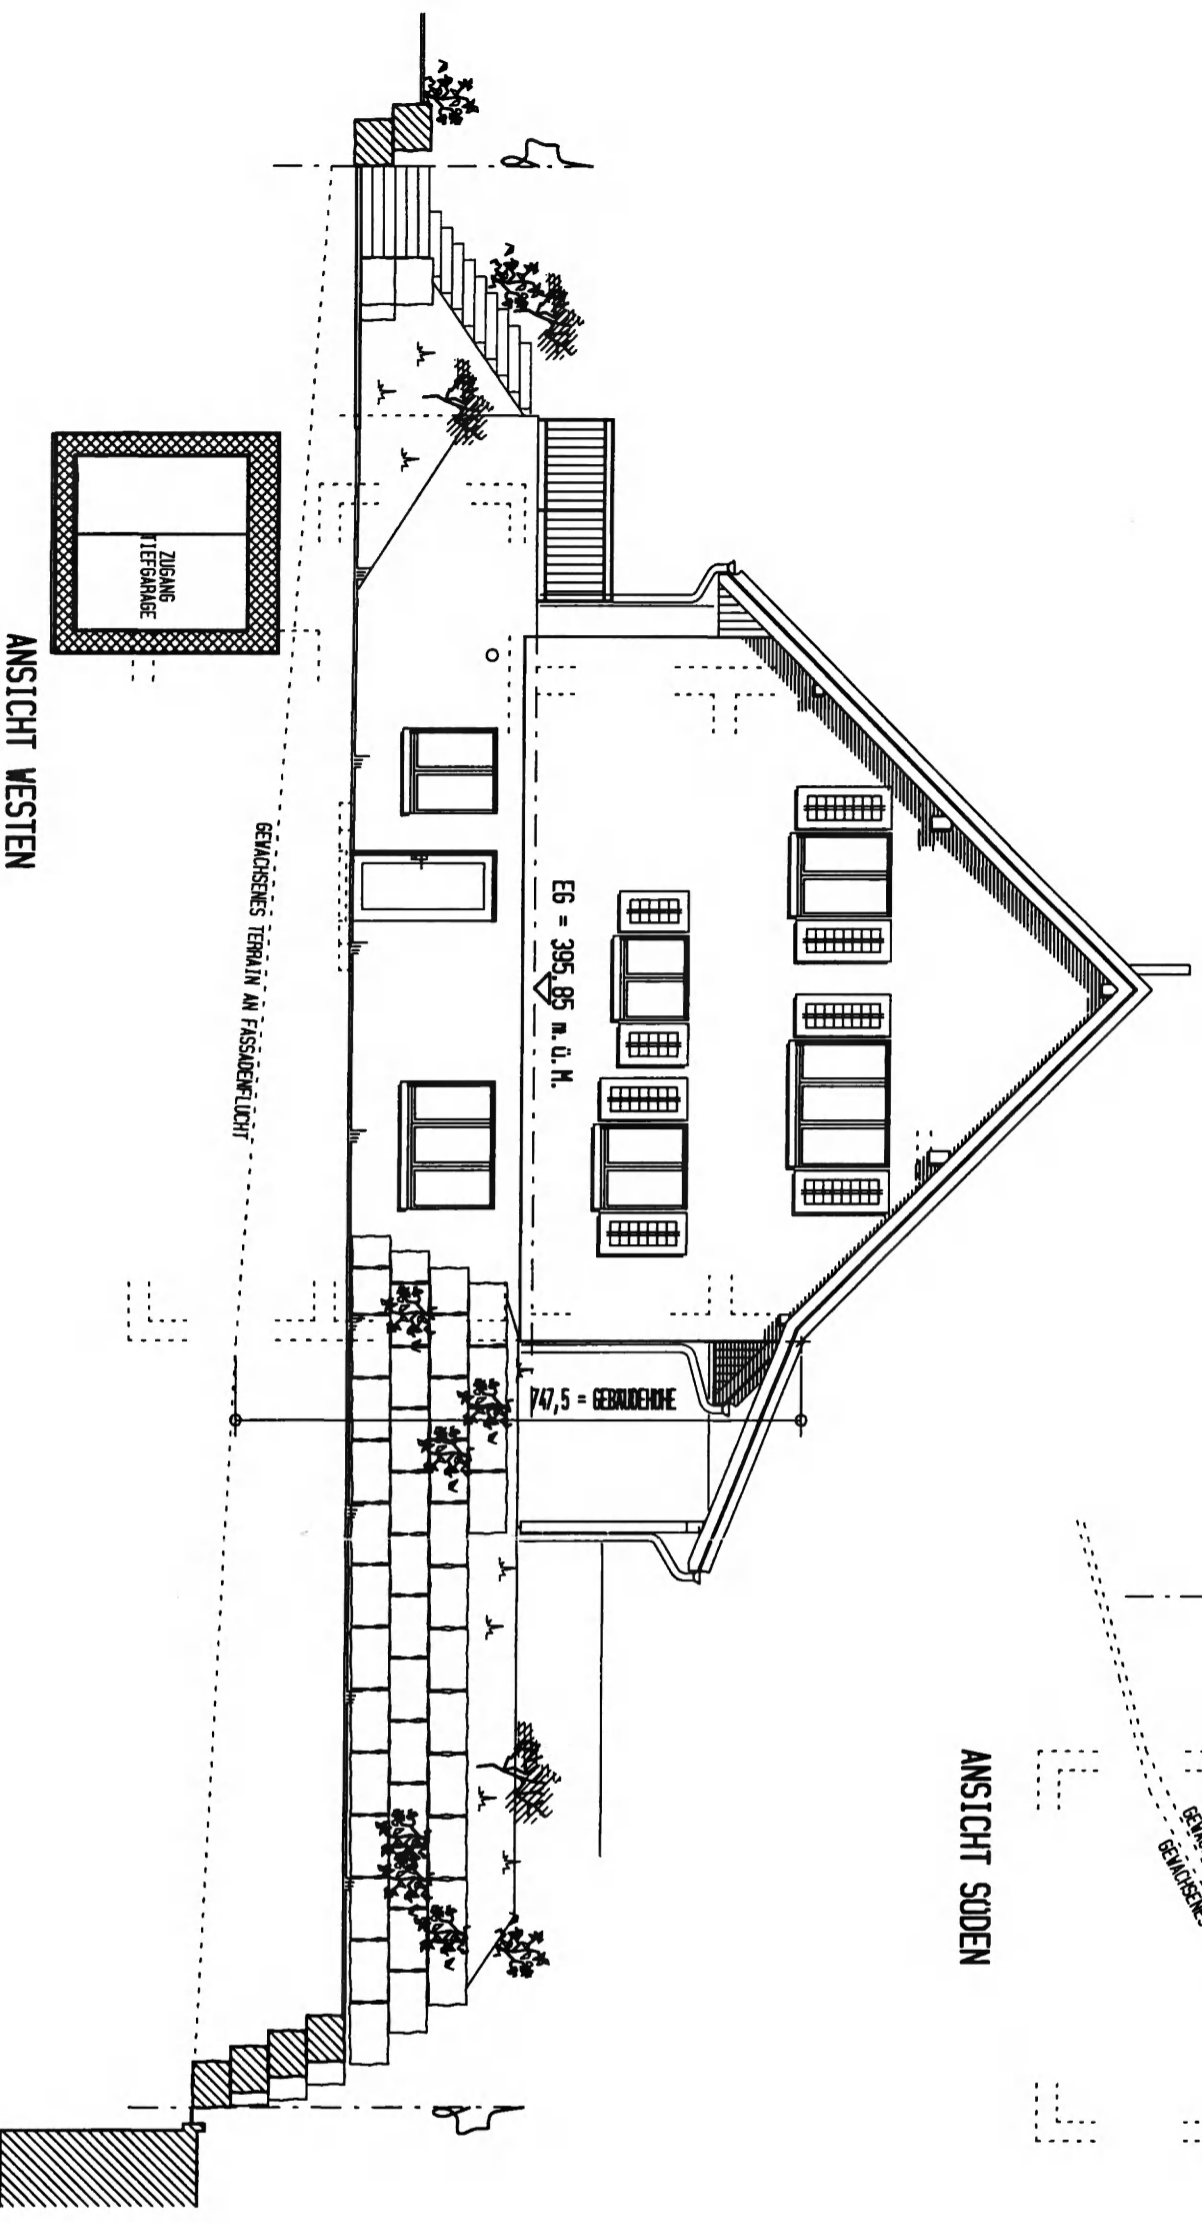 EG = 395,85 m.ü.M.
747,5 = GEBÄUDEHÖHE
GEWACHSENES TERRAIN AN FASSADENFLUCHT
ZUGANG
TIEFGARAGE
ANSICHT WESTEN
ANSICHT SÜDEN
GEWACHSENES